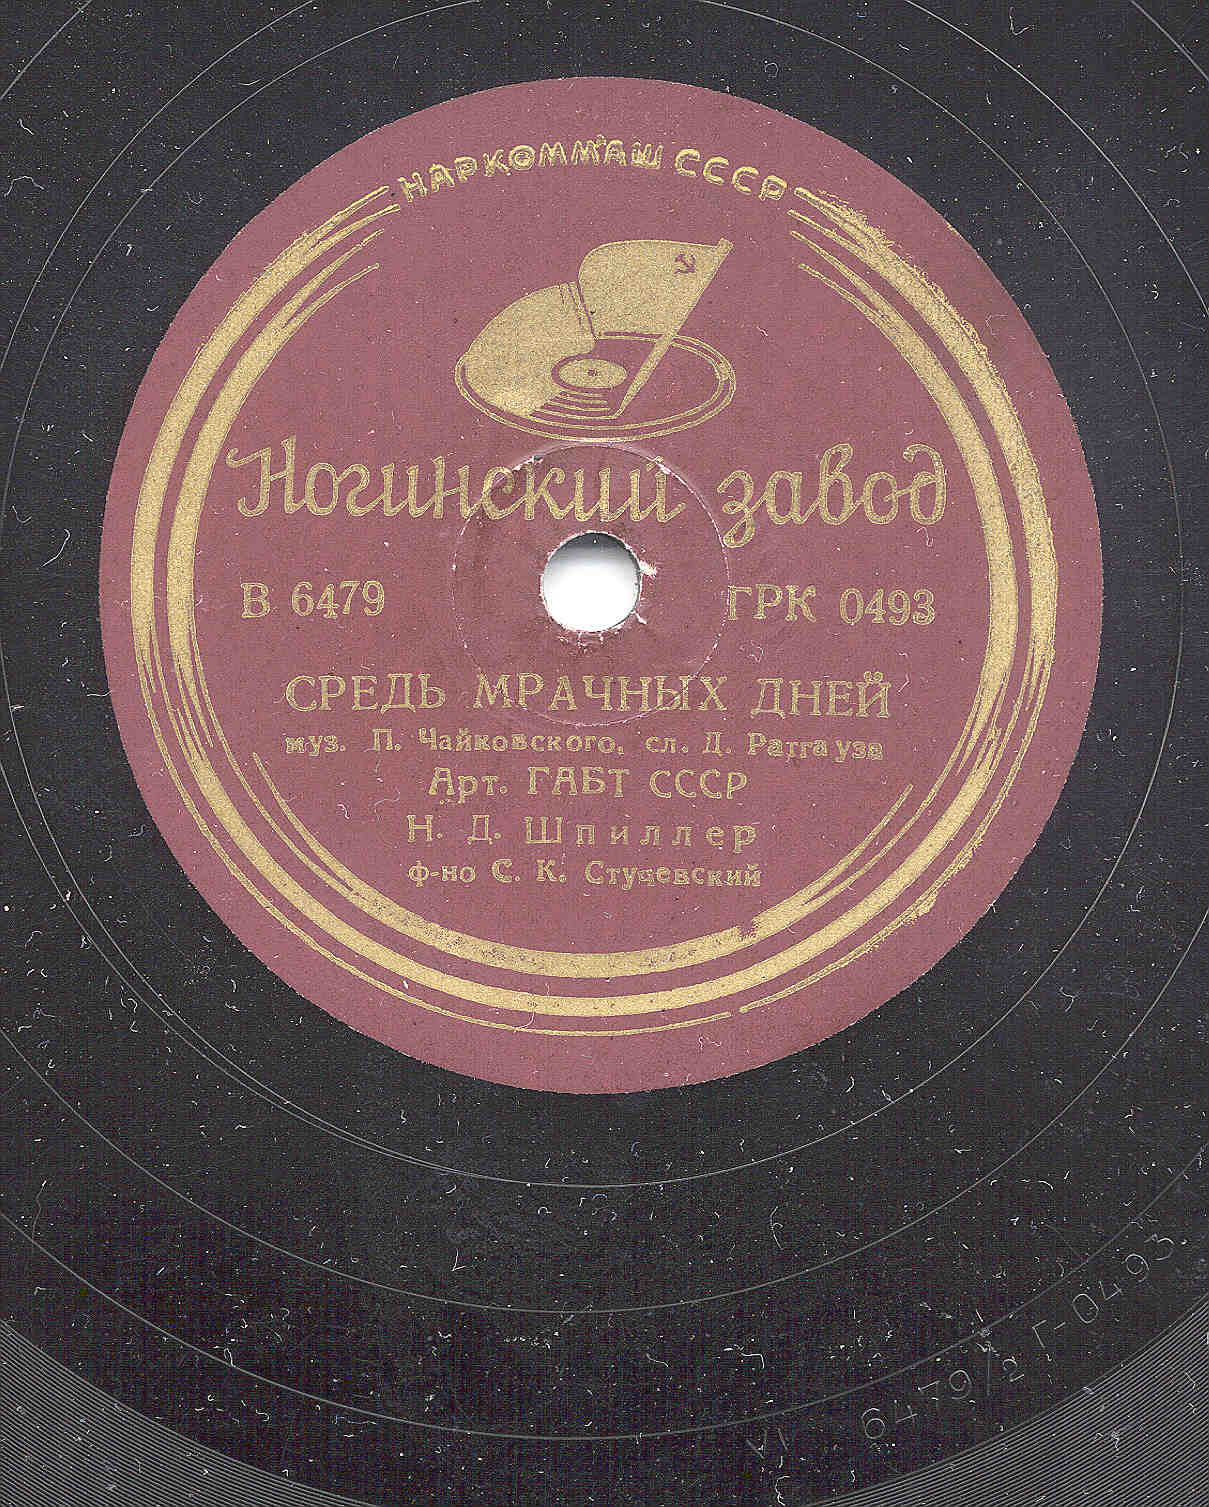 НАРКОММАШ СССР
Ногинский завод
В 6479 ГРК 0493
СРЕДЬ МРАЧНЫХ ДНЕЙ
муз. П. Чайковского, сл. Д. Ратгауза
Арт. ГАБТ СССР
Н. Д. Шпиллер
ф-но С. К. Стучевский
VI 6479/2 Г-0493